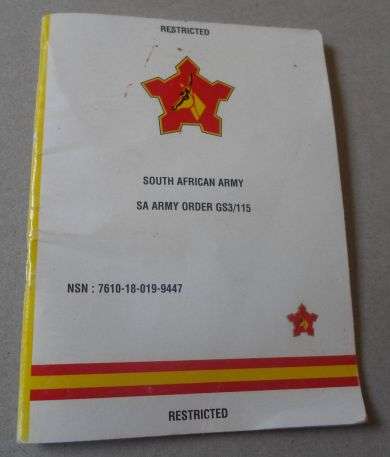 RESTRICTED
SOUTH AFRICAN ARMY
SA ARMY ORDER GS3/115
NSN : 7610-18-019-9447
RESTRICTED